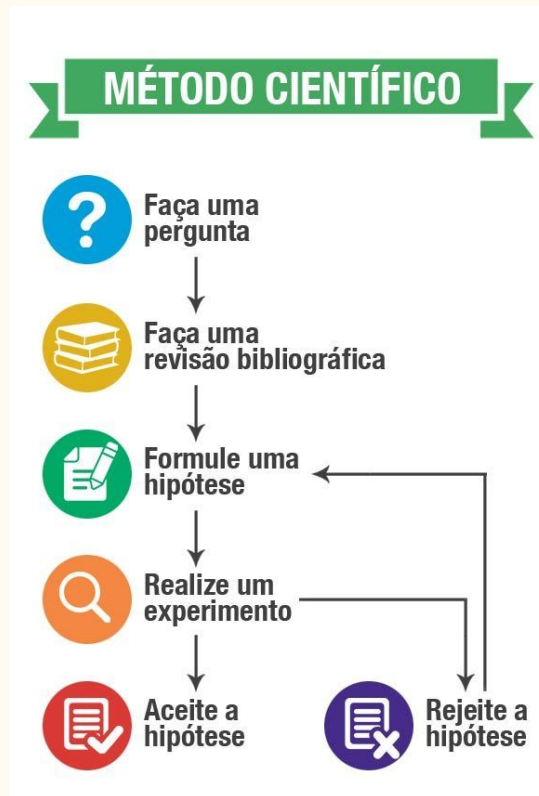 MÉTODO CIENTÍFICO
Faça uma
pergunta
Faça uma
revisão bibliográfica
Formule uma
hipótese
Realize um
experimento
Aceite a
hipótese
Rejeite a
hipótese